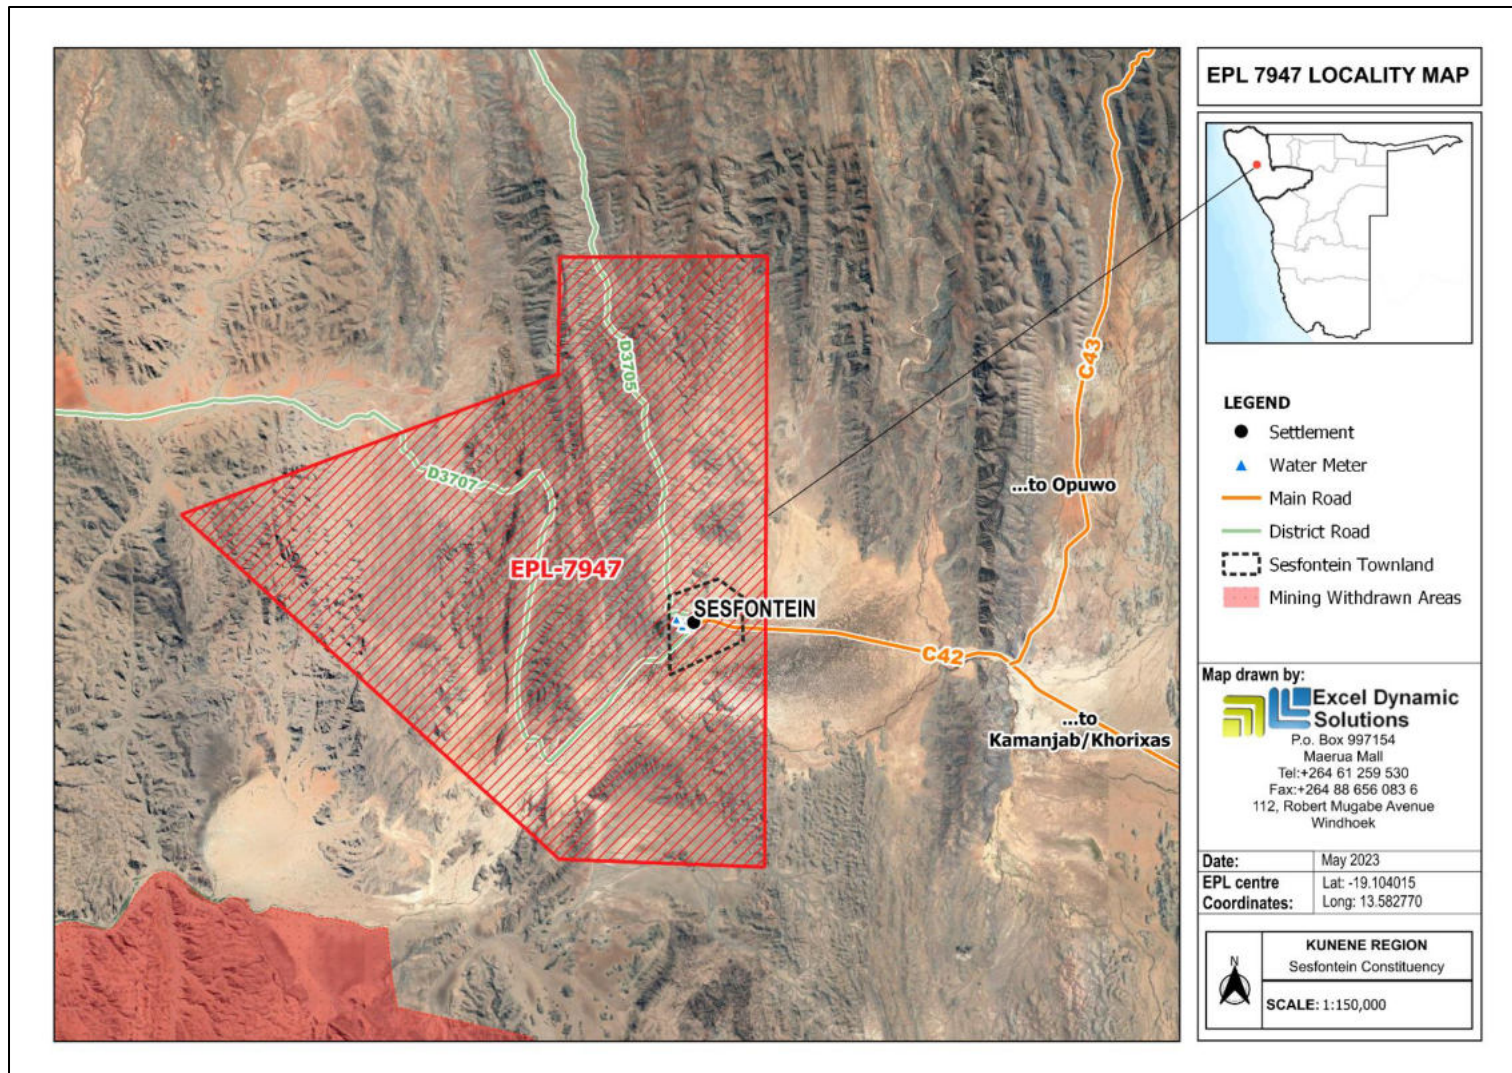 EPL 7947 LOCALITY MAP
D3705
C43
D3707
...to Opuwo
EPL-7947
SESFONTEIN
C42
...to
Kamanjab/Khorixas
LEGEND
Settlement
Water Meter
Main Road
District Road
Sesfontein Townland
Mining Withdrawn Areas
Map drawn by:
Excel Dynamic
Solutions
P.o. Box 997154
Maerua Mall
Tel:+264 61 259 530
Fax:+264 88 656 083 6
112, Robert Mugabe Avenue
Windhoek
Date: May 2023
EPL centre Lat: -19.104015
Coordinates: Long: 13.582770
N
KUNENE REGION
Sesfontein Constituency
SCALE: 1:150,000